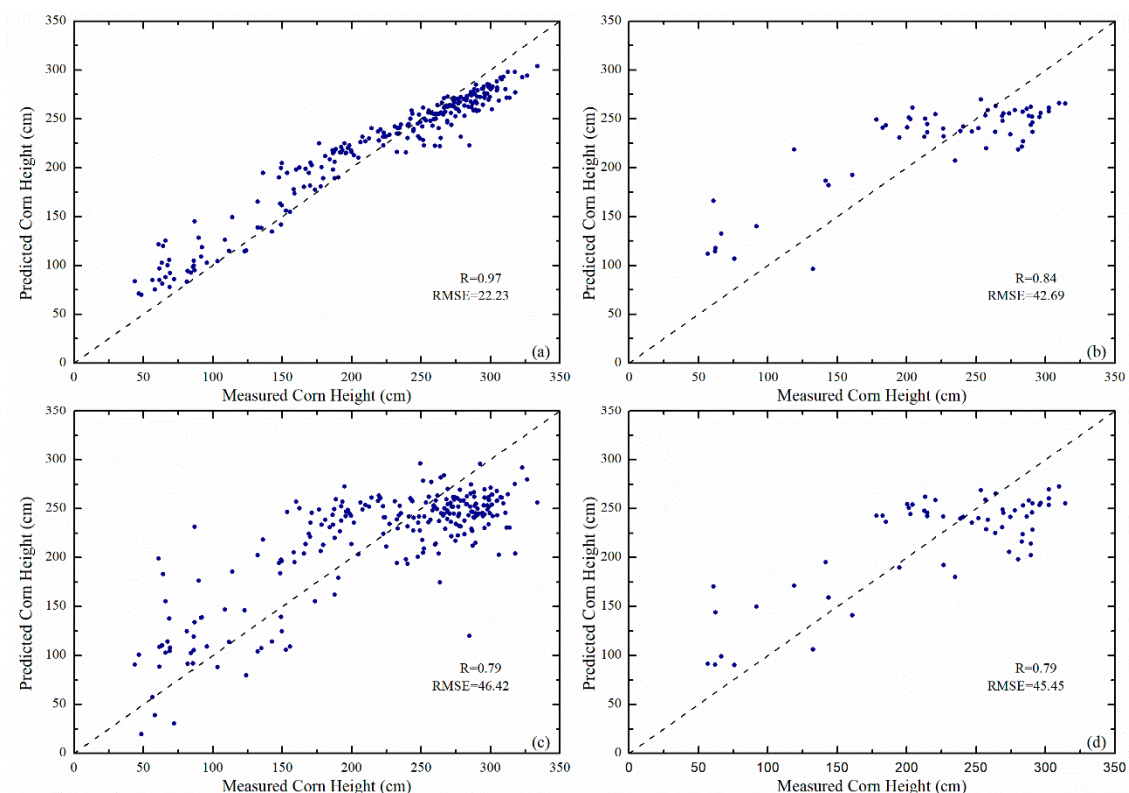 350
300
250
200
150
100
50
0
Predicted Corn Height (cm)
R=0.97
RMSE=22.23
(a)
0 50 100 150 200 250 300 350
Measured Corn Height (cm)
350
300
250
200
150
100
50
0
Predicted Corn Height (cm)
R=0.84
RMSE=42.69
(b)
0 50 100 150 200 250 300 350
Measured Corn Height (cm)
350
300
250
200
150
100
50
0
Predicted Corn Height (cm)
R=0.79
RMSE=46.42
(c)
0 50 100 150 200 250 300 350
Measured Corn Height (cm)
350
300
250
200
150
100
50
0
Predicted Corn Height (cm)
R=0.79
RMSE=45.45
(d)
0 50 100 150 200 250 300 350
Measured Corn Height (cm)